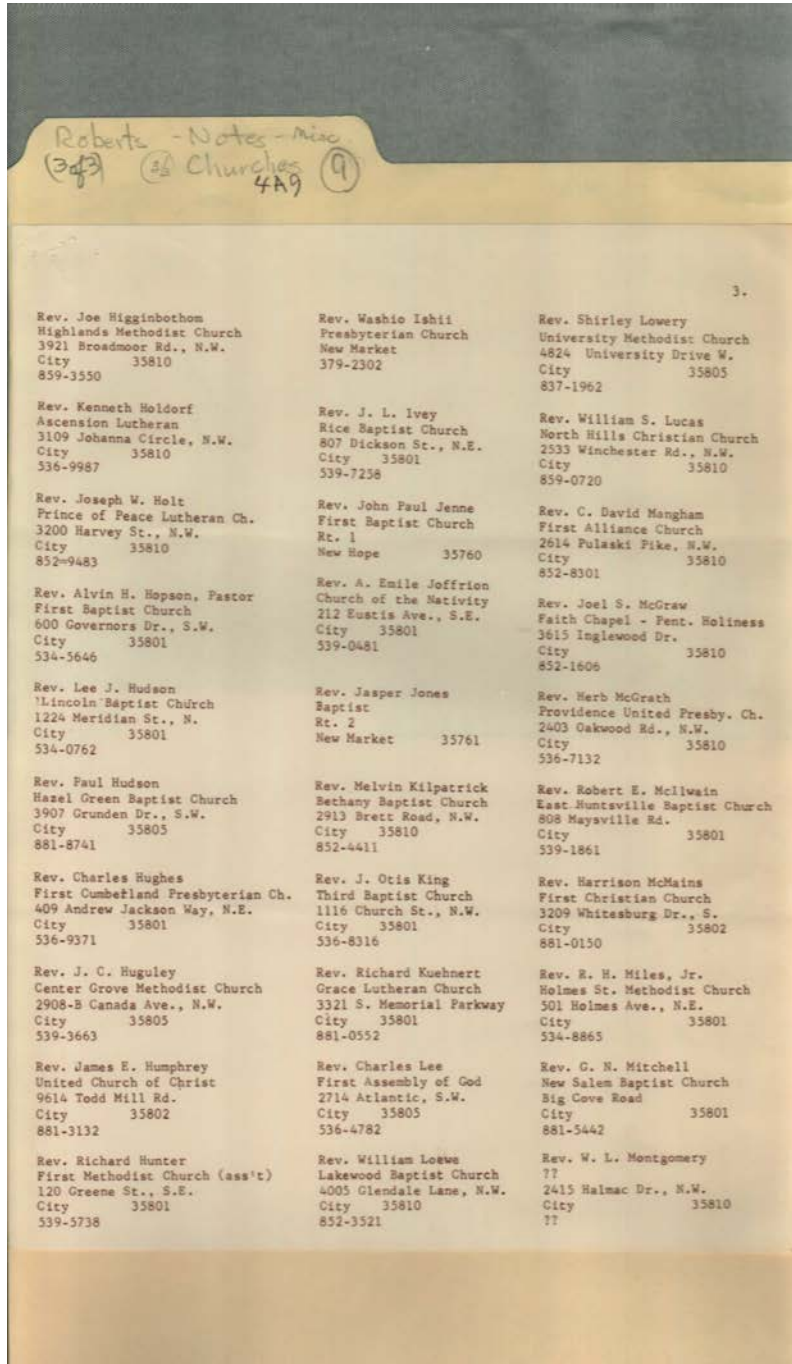 Roberts - Notes - Misc
(3of3) Churches 9
4A9
3.
Rev. Joe Higginbothom
Highlands Methodist Church
3921 Broadmoor Rd., N.W.
City 35810
859-3550
Rev. Kenneth Holdorf
Ascension Lutheran
3109 Johanna Circle, N.W.
City 35810
536-9987
Rev. Joseph W. Holt
Prince of Peace Lutheran Ch.
3200 Harvey St., N.W.
City 35810
852=9483
Rev. Alvin H. Hopson, Pastor
First Baptist Church
600 Governors Dr., S.W.
City 35801
534-5646
Rev. Lee J. Hudson
'Lincoln Baptist Church
1224 Meridian St., N.
City 35801
534-0762
Rev. Paul Hudson
Hazel Green Baptist Church
3907 Grunden Dr., S.W.
City 35805
881-8741
Rev. Charles Hughes
First Cumberland Presbyterian Ch.
409 Andrew Jackson Way, N.E.
City 35801
536-9371
Rev. J. C. Huguley
Center Grove Methodist Church
2908-B Canada Ave., N.W.
City 35805
539-3663
Rev. James E. Humphrey
United Church of Christ
9614 Todd Mill Rd.
City 35802
881-3132
Rev. Richard Hunter
First Methodist Church (ass't)
120 Greene St., S.E.
City 35801
539-5738
Rev. Washio Ishii
Presbyterian Church
New Market
379-2302
Rev. J. L. Ivey
Rice Baptist Church
807 Dickson St., N.E.
City 35801
539-7258
Rev. John Paul Jenne
First Baptist Church
Rt. 1
New Hope 35760
Rev. A. Emile Joffrion
Church of the Nativity
212 Eustis Ave., S.E.
City 35801
539-0481
Rev. Jasper Jones
Baptist
Rt. 2
New Market 35761
Rev. Melvin Kilpatrick
Bethany Baptist Church
2913 Brett Road, N.W.
City 35810
852-4411
Rev. J. Otis King
Third Baptist Church
1116 Church St., N.W.
City 35801
536-8316
Rev. Richard Kuehnert
Grace Lutheran Church
3321 S. Memorial Parkway
City 35801
881-0552
Rev. Charles Lee
First Assembly of God
2714 Atlantic, S.W.
City 35805
536-4782
Rev. William Loewe
Lakewood Baptist Church
4005 Glendale Lane, N.W.
City 35810
852-3521
Rev. Shirley Lowery
University Methodist Church
4824 University Drive W.
City 35805
837-1962
Rev. William S. Lucas
North Hills Christian Church
2533 Winchester Rd., N.W.
City 35810
859-0720
Rev. C. David Mangham
First Alliance Church
2614 Pulaski Pike, N.W.
City 35810
852-8301
Rev. Joel S. McGraw
Faith Chapel - Pent. Holiness
3615 Inglewood Dr.
City 35810
852-1606
Rev. Herb McGrath
Providence United Presby. Ch.
2403 Oakwood Rd., N.W.
City 35810
536-7132
Rev. Robert E. McIlwain
East Huntsville Baptist Church
808 Maysville Rd.
City 35801
539-1861
Rev. Harrison McMains
First Christian Church
3209 Whitesburg Dr., S.
City 35802
881-0150
Rev. R. H. Miles, Jr.
Holmes St. Methodist Church
501 Holmes Ave., N.E.
City 35801
534-8865
Rev. G. N. Mitchell
New Salem Baptist Church
Big Cove Road
City 35801
881-5442
Rev. W. L. Montgomery
??
2415 Halmac Dr., N.W.
City 35810
??